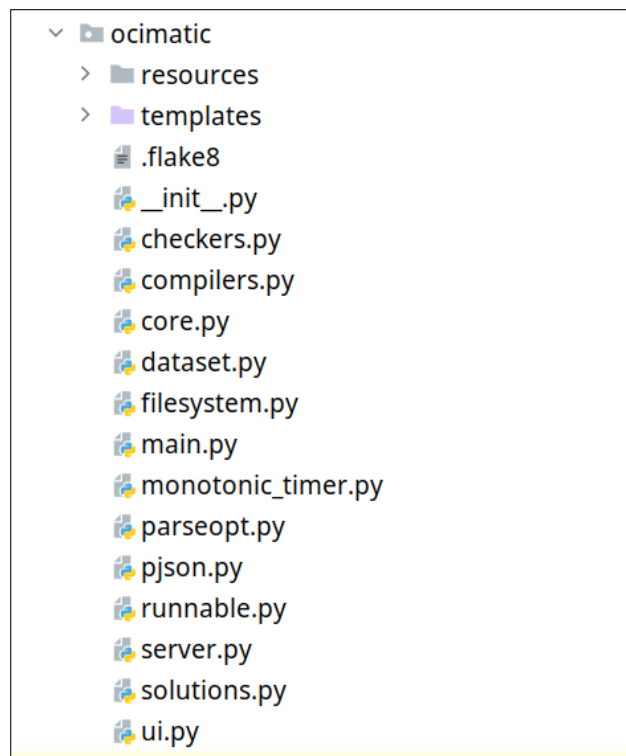 ocimatic
resources
templates
.flake8
__init__.py
checkers.py
compilers.py
core.py
dataset.py
filesystem.py
main.py
monotonic_timer.py
parseopt.py
pjson.py
runnable.py
server.py
solutions.py
ui.py